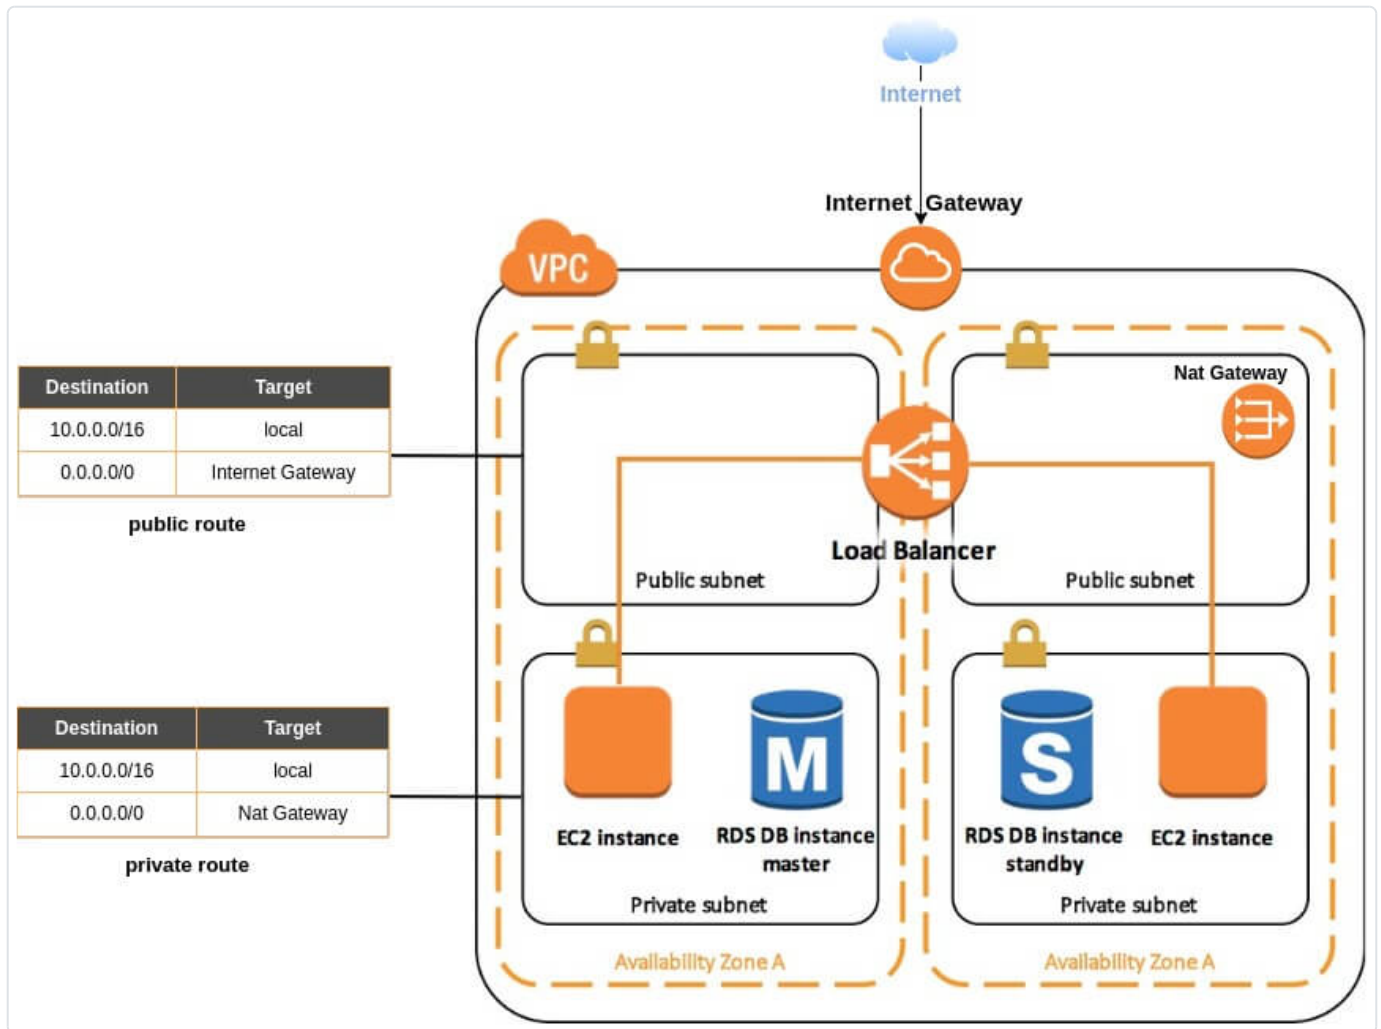 Internet
Internet Gateway
VPC
Nat Gateway
Destination Target
10.0.0.0/16 local
0.0.0.0/0 Internet Gateway
public route
Load Balancer
Public subnet
Public subnet
Destination Target
10.0.0.0/16 local
0.0.0.0/0 Nat Gateway
private route
M
S
EC2 instance
RDS DB instance
master
RDS DB instance
standby
EC2 instance
Private subnet
Private subnet
Availability Zone A
Availability Zone A